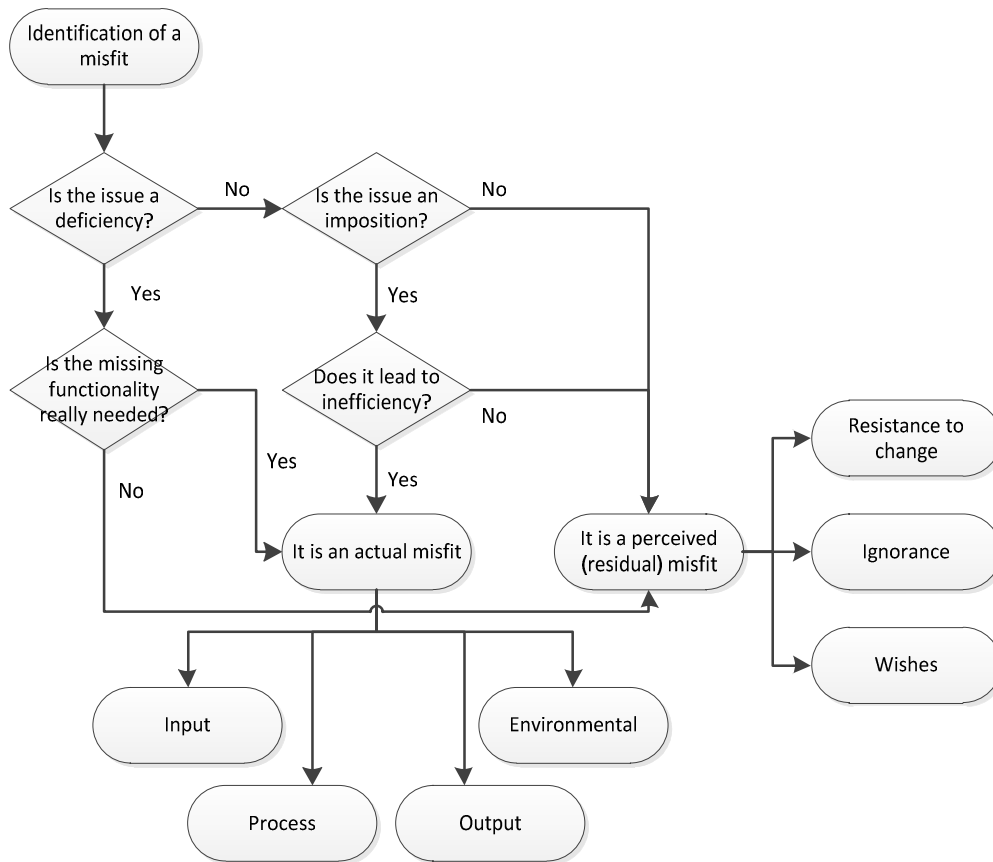 Identification of a
misfit
Is the issue a
deficiency?
No
Is the issue an
imposition?
No
Yes
Yes
Is the missing
functionality
really needed?
Does it lead to
inefficiency?
No
Yes
No
Yes
It is an actual misfit
It is a perceived
(residual) misfit
Resistance to
change
Ignorance
Wishes
Input
Environmental
Process
Output